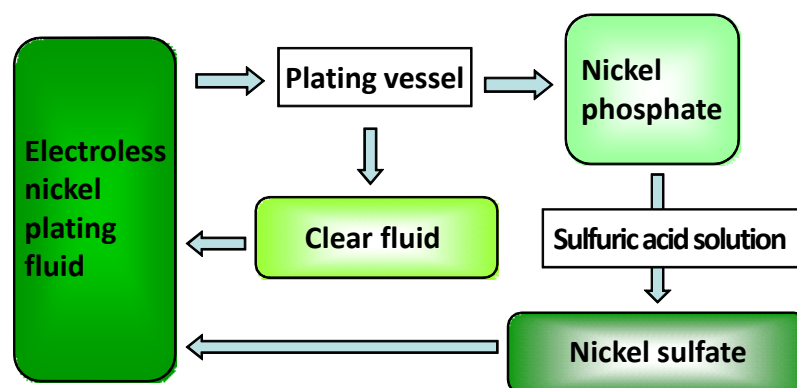 Electroless
nickel
plating
fluid
Plating vessel
Nickel
phosphate
Clear fluid
Sulfuric acid solution
Nickel sulfate